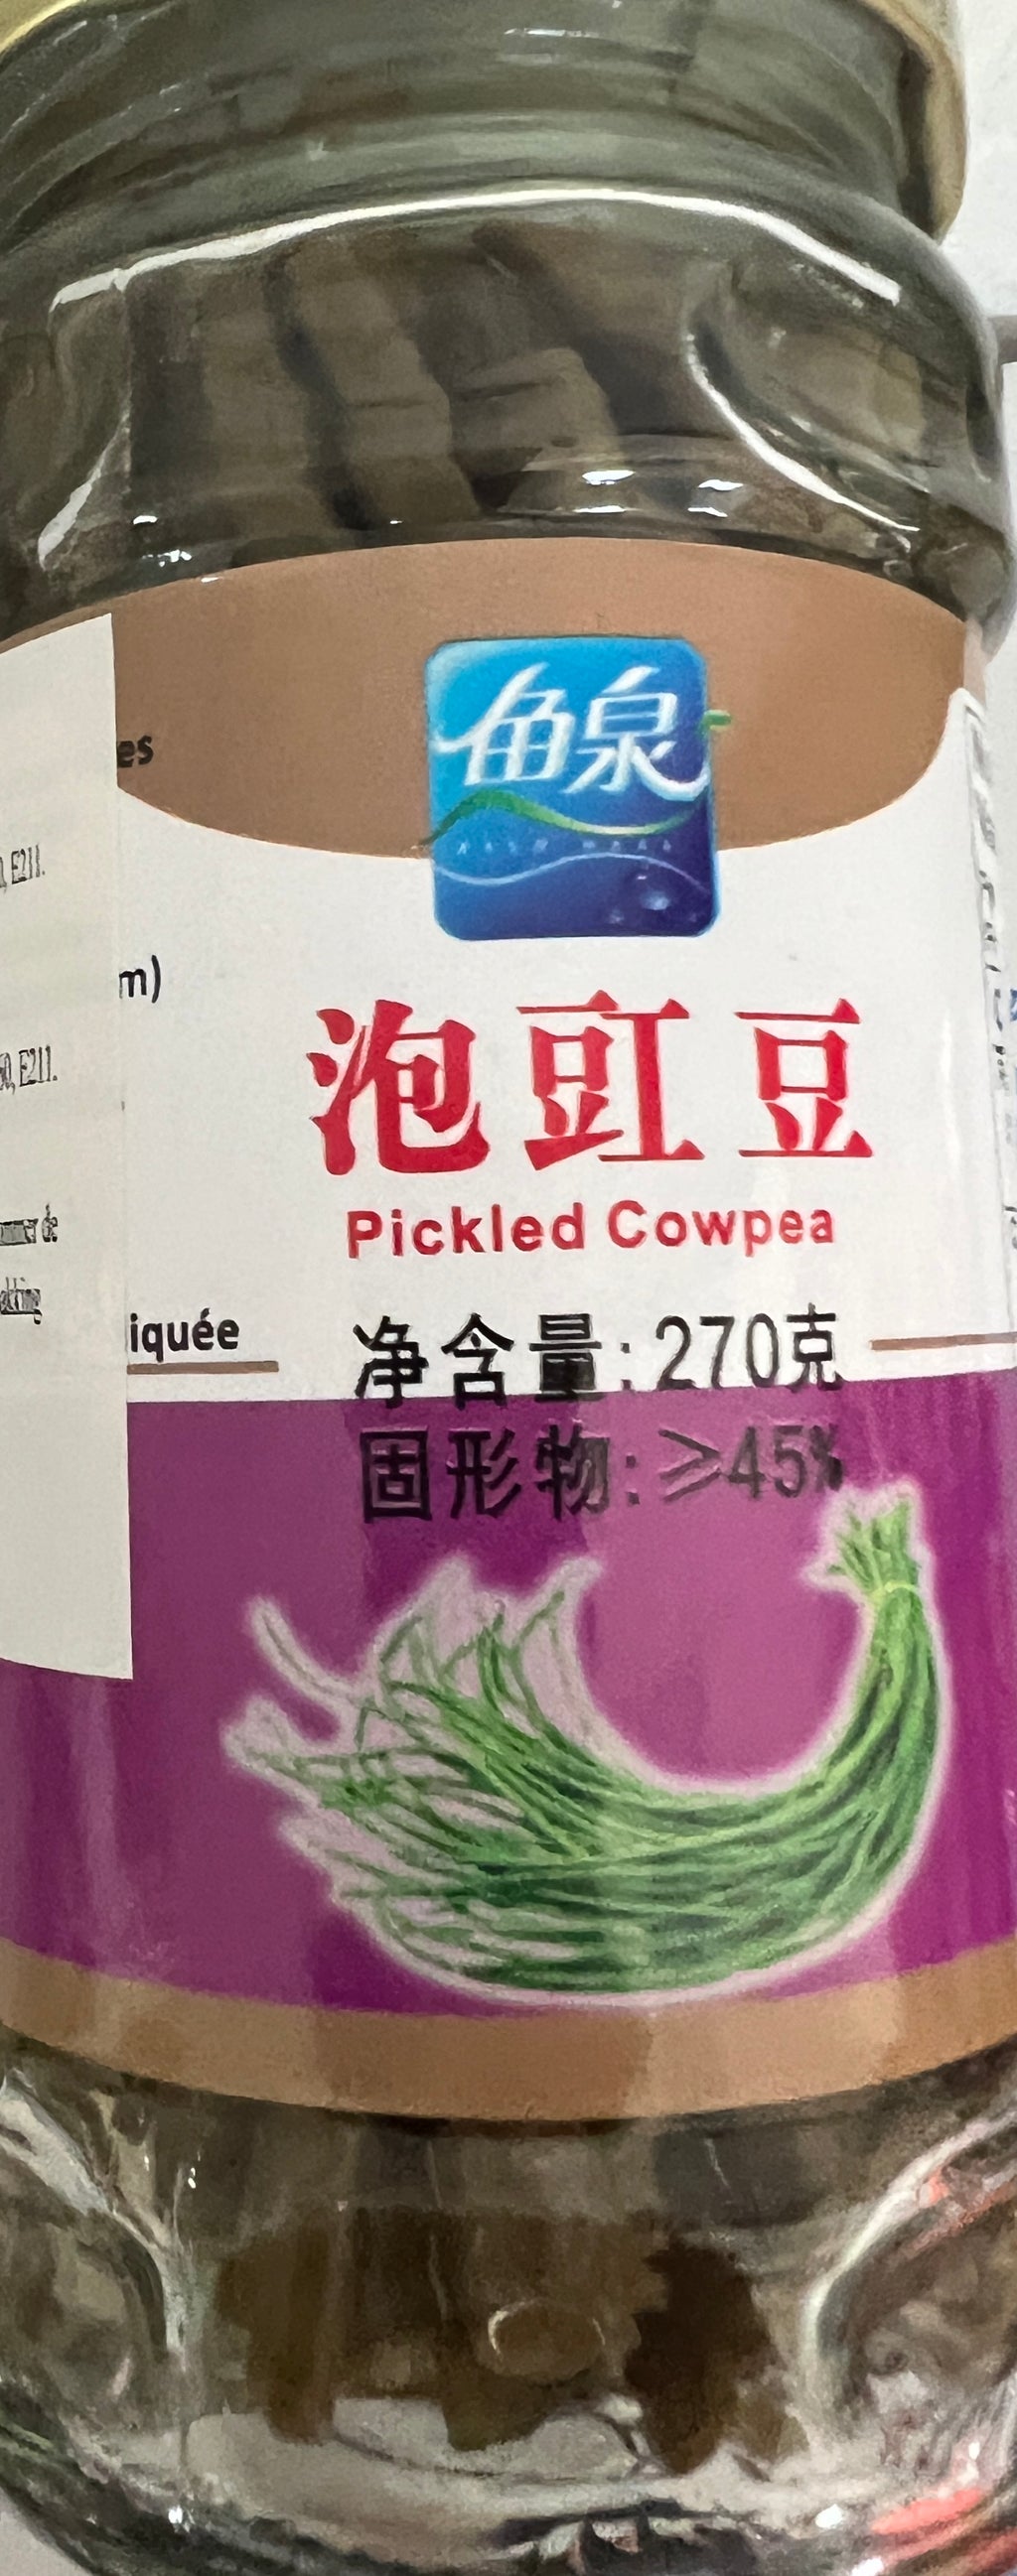 鱼泉
泡豇豆
Pickled Cowpea
净含量:270克
固形物:≥45%
es
E211.
m)
E211.
de
iquée